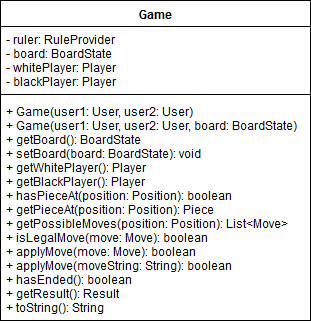 Game
- ruler: RuleProvider
- board: BoardState
- whitePlayer: Player
- blackPlayer: Player
+ Game(user1: User, user2: User)
+ Game(user1: User, user2: User, board: BoardState)
+ getBoard(): BoardState
+ setBoard(board: BoardState): void
+ getWhitePlayer(): Player
+ getBlackPlayer(): Player
+ hasPieceAt(position: Position): boolean
+ getPieceAt(position: Position): Piece
+ getPossibleMoves(position: Position): List<Move>
+ isLegalMove(move: Move): boolean
+ applyMove(move: Move): boolean
+ applyMove(moveString: String): boolean
+ hasEnded(): boolean
+ getResult(): Result
+ toString(): String